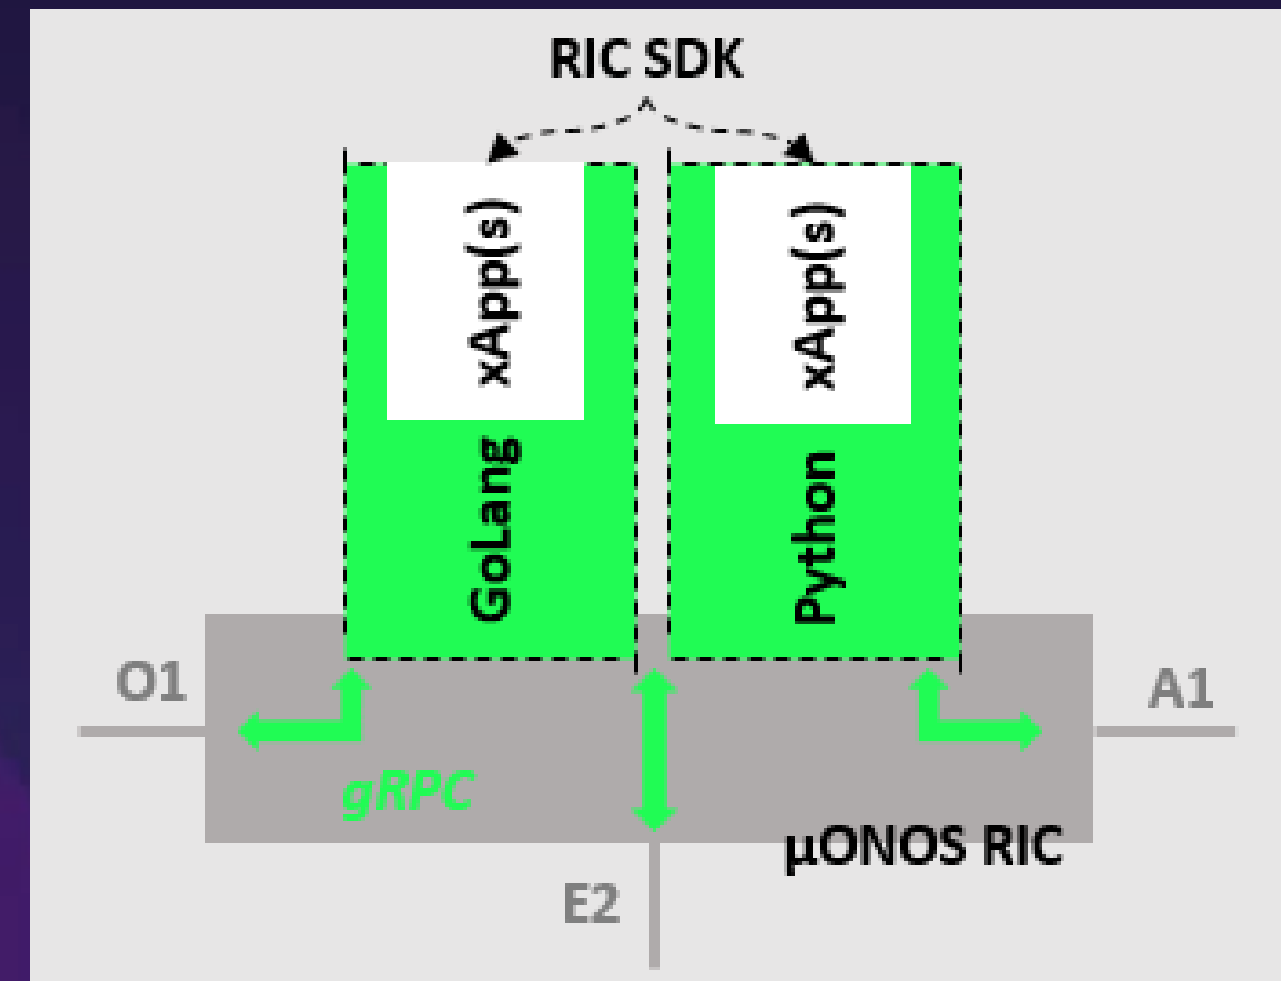 RIC SDK
xApp(s)
xApp(s)
GoLang
Python
O1
A1
gRPC
µONOS RIC
E2